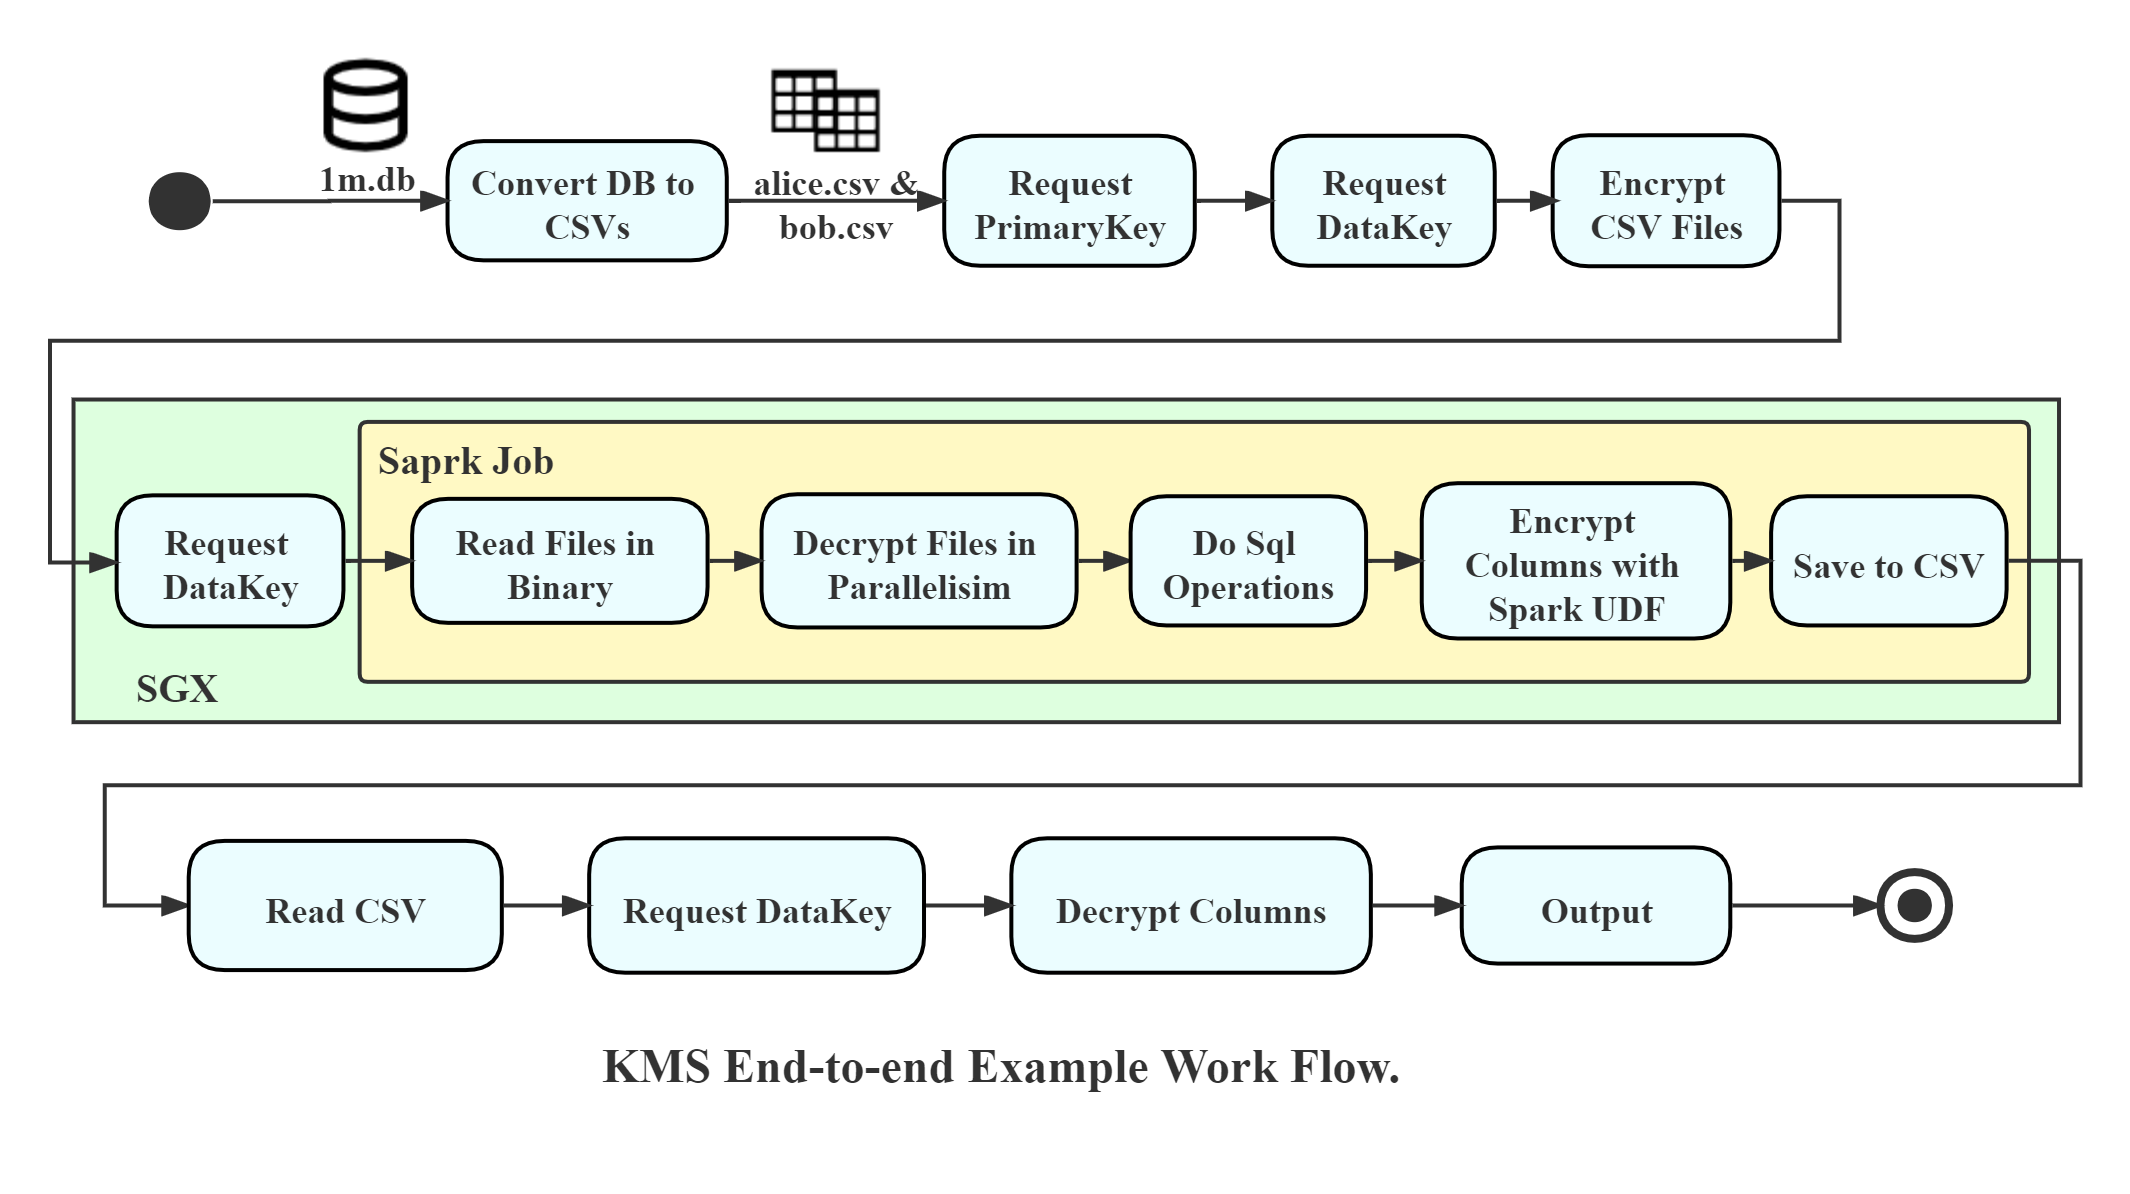 1m.db
Convert DB to
CSVs
alice.csv &
bob.csv
Request
PrimaryKey
Request
DataKey
Encrypt
CSV Files
Saprk Job
Request
DataKey
Read Files in
Binary
Decrypt Files in
Parallelisim
Do Sql
Operations
Encrypt
Columns with
Spark UDF
Save to CSV
SGX
Read CSV
Request DataKey
Decrypt Columns
Output
KMS End-to-end Example Work Flow.